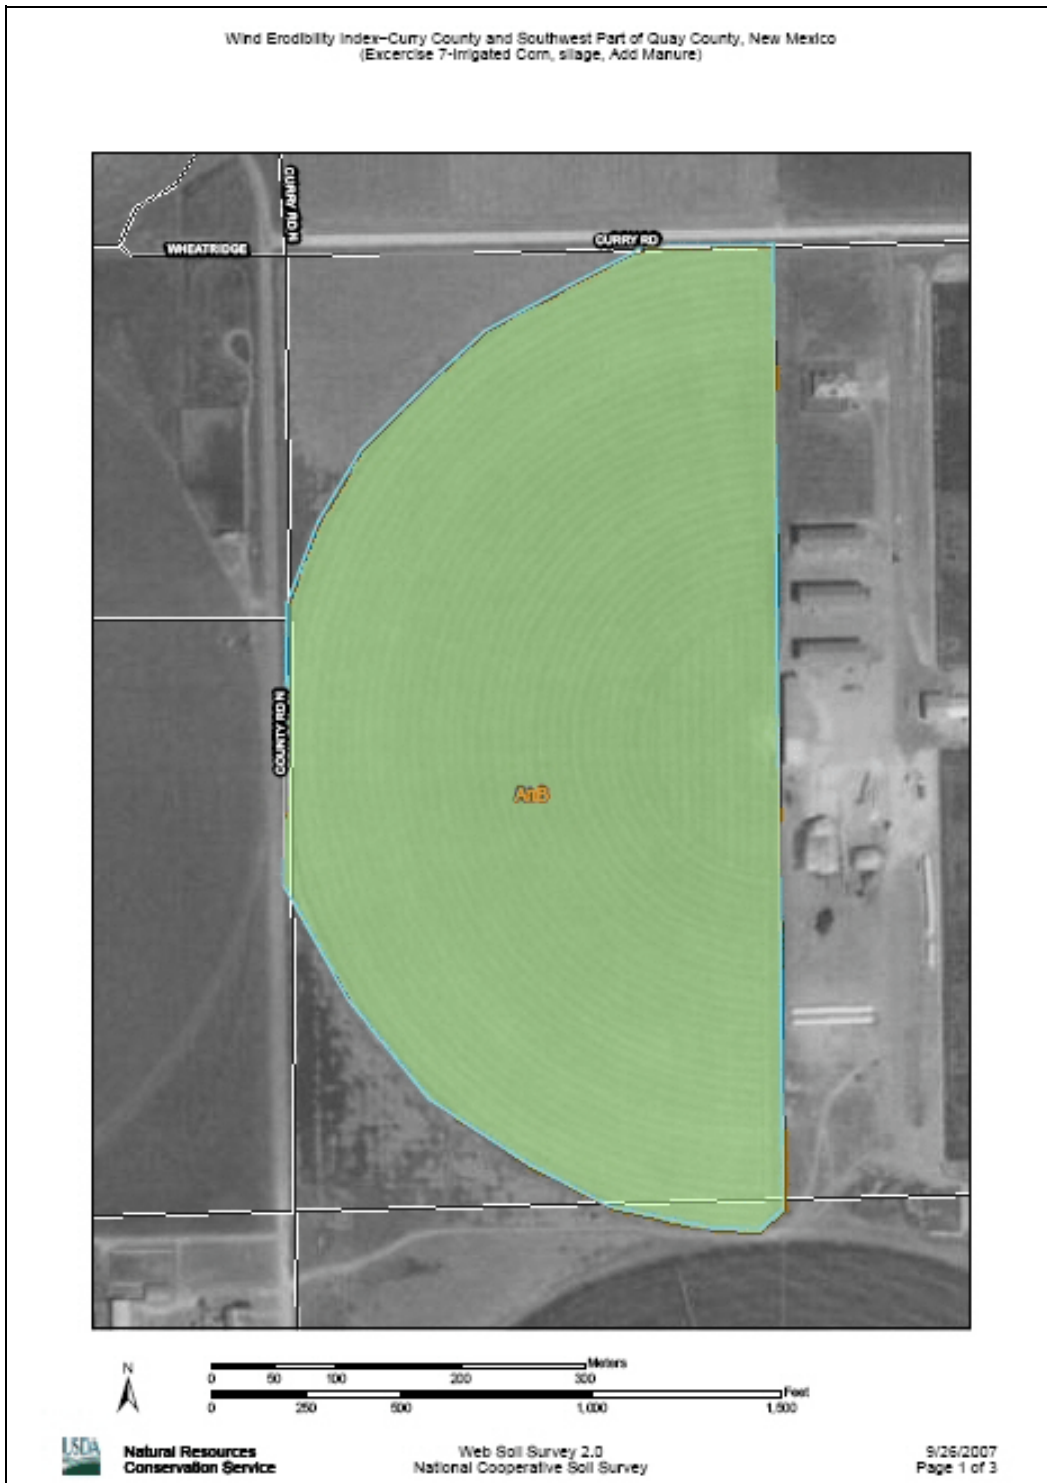 Wind Erodibility Index–Curry County and Southwest Part of Quay County, New Mexico
(Excercise 7-Irrigated Corn, silage, Add Manure)
CURRY RD N
WHEATRIDGE
CURRY RD
COUNTY RD N
AnB
N
Meters
0 50 100 200 300
Feet
0 250 500 1,000 1,500
USDA
Natural Resources
Conservation Service
Web Soil Survey 2.0
National Cooperative Soil Survey
9/26/2007
Page 1 of 3